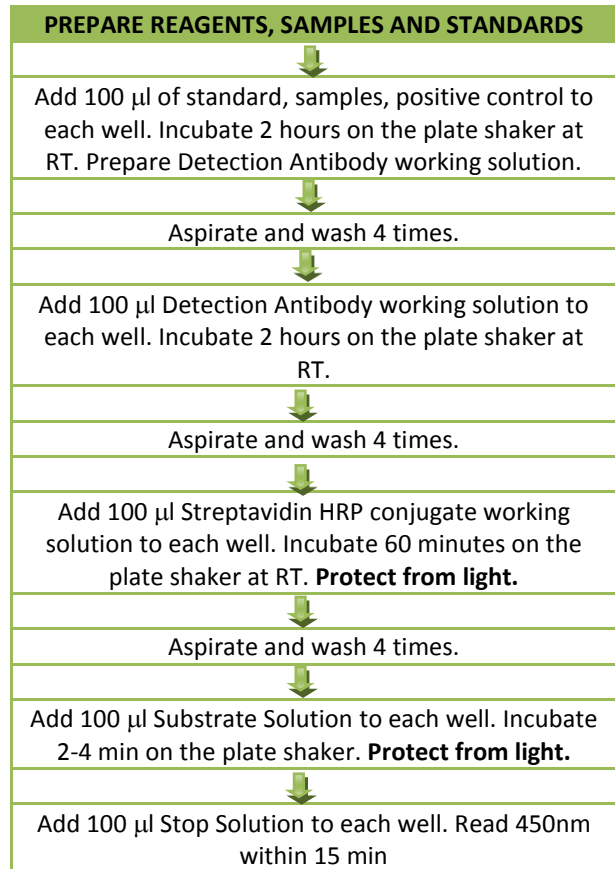 PREPARE REAGENTS, SAMPLES AND STANDARDS
Add 100 μl of standard, samples, positive control to
each well. Incubate 2 hours on the plate shaker at
RT. Prepare Detection Antibody working solution.
Aspirate and wash 4 times.
Add 100 μl Detection Antibody working solution to
each well. Incubate 2 hours on the plate shaker at
RT.
Aspirate and wash 4 times.
Add 100 μl Streptavidin HRP conjugate working
solution to each well. Incubate 60 minutes on the
plate shaker at RT. Protect from light.
Aspirate and wash 4 times.
Add 100 μl Substrate Solution to each well. Incubate
2-4 min on the plate shaker. Protect from light.
Add 100 μl Stop Solution to each well. Read 450nm
within 15 min